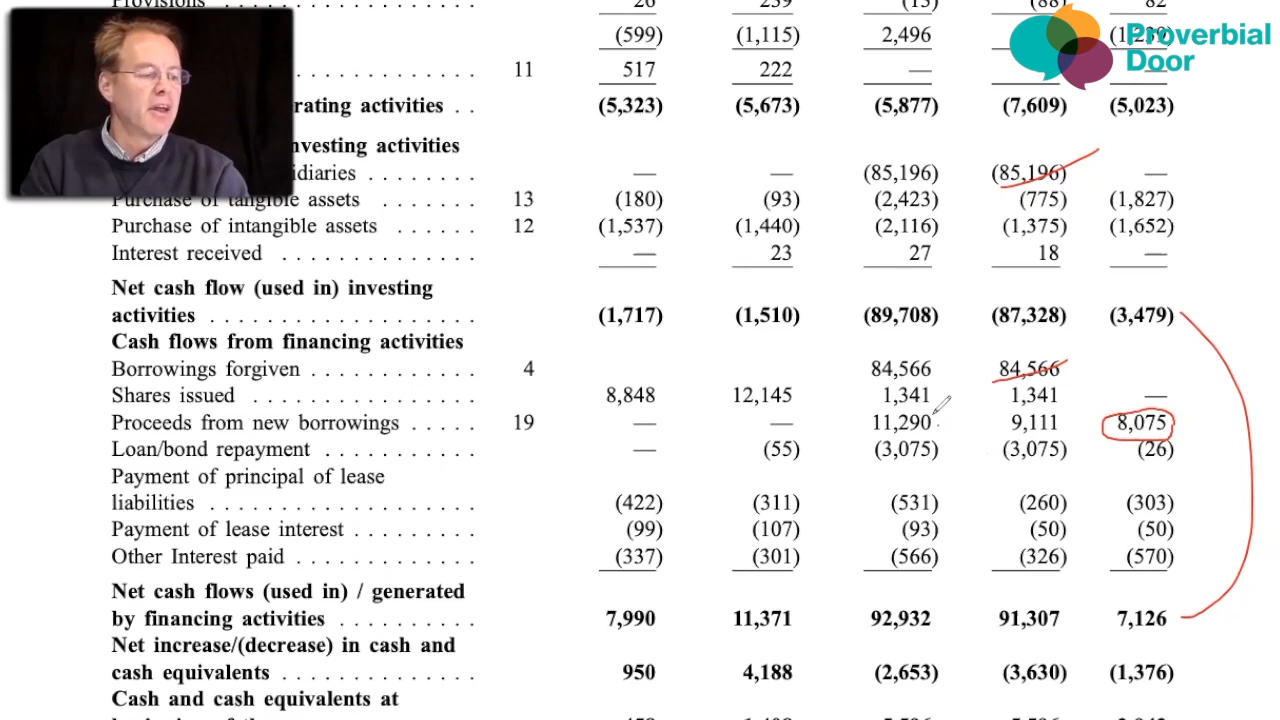 Provisions 26 239 (13) (88) 82
(599) (1,115) 2,496
Proverbial
Door
11 517 222 — —
rating activities . . (5,323) (5,673) (5,877) (7,609) (5,023)
nvesting activities
idiaries . . . . . . . . — — (85,196) (85,196) —
Purchase of tangible assets . . . . . . . 13 (180) (93) (2,423) (775) (1,827)
Purchase of intangible assets . . . . . . 12 (1,537) (1,440) (2,116) (1,375) (1,652)
Interest received . . . . . . . . . . . . . . — 23 27 18 —
Net cash flow (used in) investing
activities . . . . . . . . . . . . . . . . . . . (1,717) (1,510) (89,708) (87,328) (3,479)
Cash flows from financing activities
Borrowings forgiven . . . . . . . . . . . . 4 84,566 84,566
Shares issued . . . . . . . . . . . . . . . . 8,848 12,145 1,341 1,341 —
Proceeds from new borrowings . . . . . 19 — — 11,290 9,111 8,075
Loan/bond repayment . . . . . . . . . . . — (55) (3,075) (3,075) (26)
Payment of principal of lease
liabilities . . . . . . . . . . . . . . . . . . . (422) (311) (531) (260) (303)
Payment of lease interest . . . . . . . . . (99) (107) (93) (50) (50)
Other Interest paid . . . . . . . . . . . . . (337) (301) (566) (326) (570)
Net cash flows (used in) / generated
by financing activities . . . . . . . . . . 7,990 11,371 92,932 91,307 7,126
Net increase/(decrease) in cash and
cash equivalents . . . . . . . . . . . . . . 950 4,188 (2,653) (3,630) (1,376)
Cash and cash equivalents at